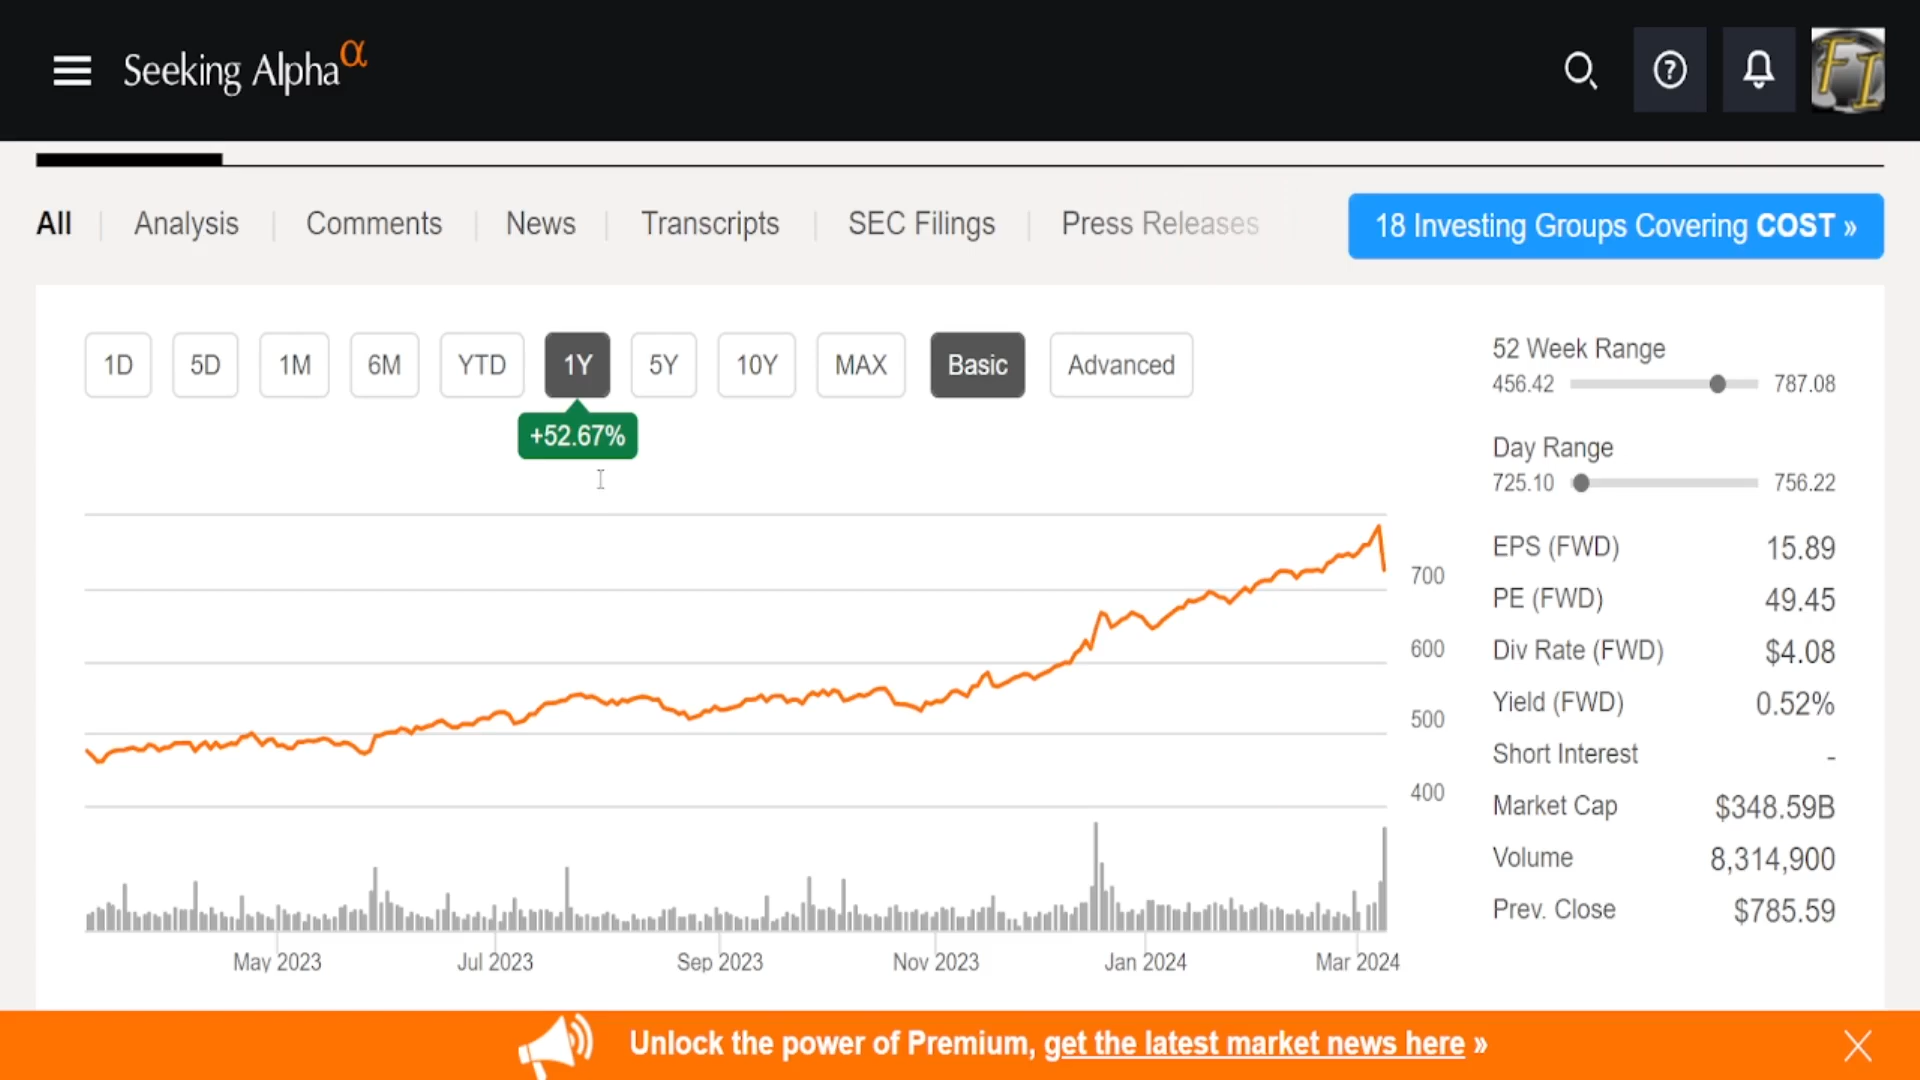 Seeking Alpha α
FI
All Analysis Comments News Transcripts SEC Filings Press Releases
18 Investing Groups Covering COST »
1D 5D 1M 6M YTD 1Y 5Y 10Y MAX Basic Advanced
+52.67%
52 Week Range
456.42 787.08
Day Range
725.10 756.22
EPS (FWD) 15.89
PE (FWD) 49.45
Div Rate (FWD) $4.08
Yield (FWD) 0.52%
Short Interest -
Market Cap $348.59B
Volume 8,314,900
Prev. Close $785.59
700
600
500
400
May 2023 Jul 2023 Sep 2023 Nov 2023 Jan 2024 Mar 2024
Unlock the power of Premium, get the latest market news here »